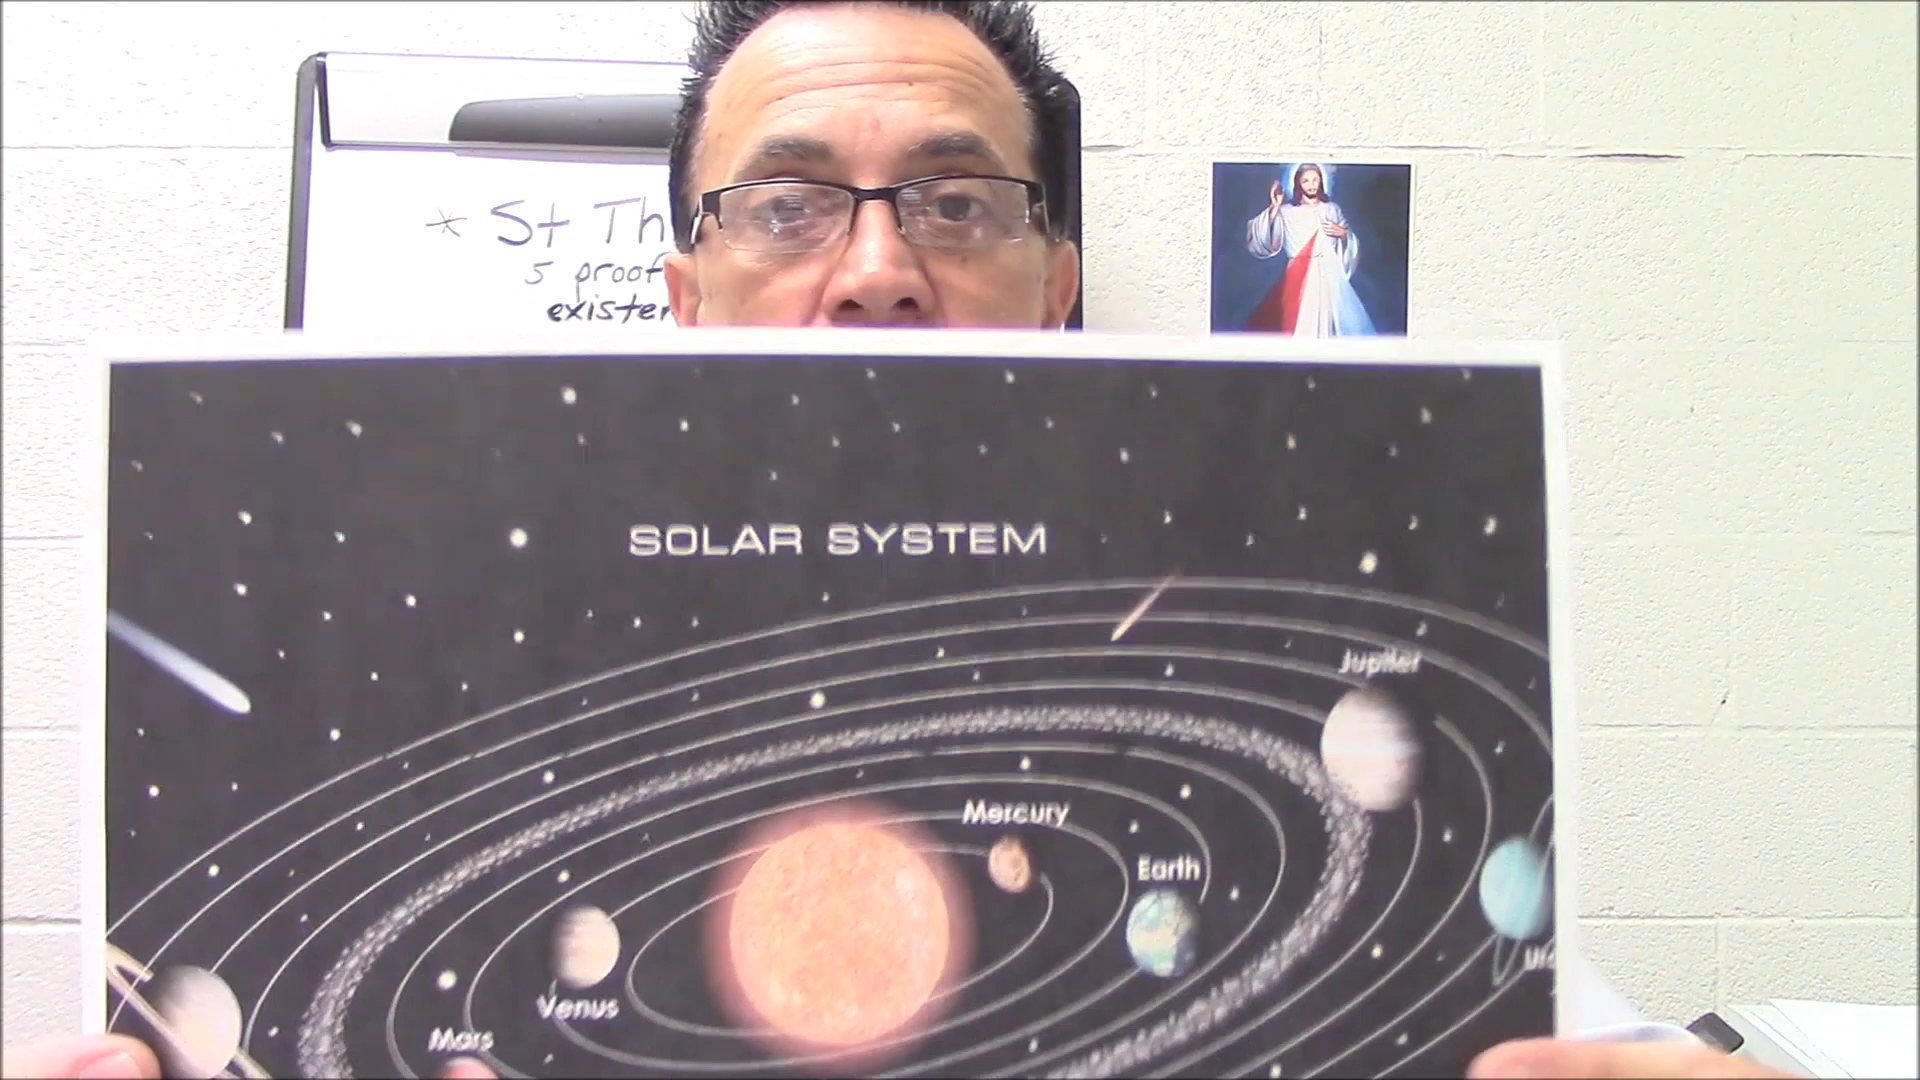 * St Th
5 proof
existen
SOLAR SYSTEM
Jupiter
Mercury
Earth
Venus
Mars